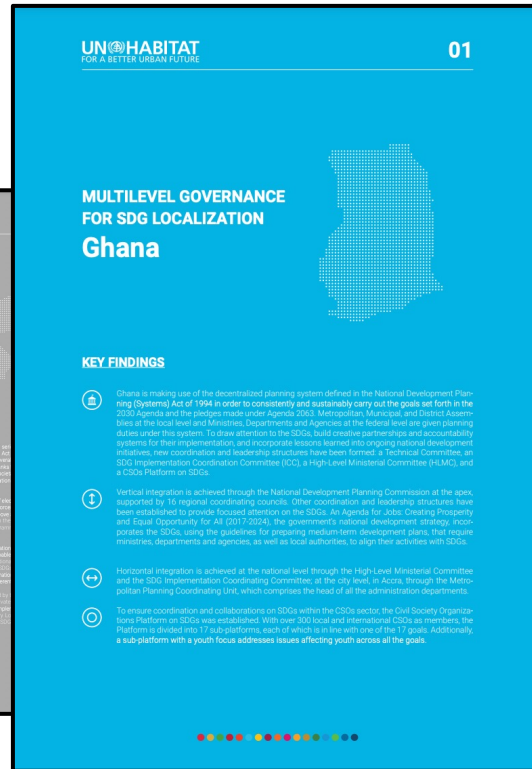 UN HABITAT
FOR A BETTER URBAN FUTURE
01
MULTILEVEL GOVERNANCE
FOR SDG LOCALIZATION
Ghana
KEY FINDINGS
Ghana is making use of the decentralized planning system defined in the National Development Plan-
ning (Systems) Act of 1994 in order to consistently and sustainably carry out the goals set forth in the
2030 Agenda and the pledges made under Agenda 2063. Metropolitan, Municipal, and District Assem-
blies at the local level and Ministries, Departments and Agencies at the federal level are given planning
duties under this system. To draw attention to the SDGs, build creative partnerships and accountability
systems for their implementation, and incorporate lessons learned into ongoing national development
initiatives, new coordination and leadership structures have been formed: a Technical Committee, an
SDG Implementation Coordination Committee (ICC), a High-Level Ministerial Committee (HLMC), and
a CSOs Platform on SDGs.
Vertical integration is achieved through the National Development Planning Commission at the apex,
supported by 16 regional coordinating councils. Other coordination and leadership structures have
been established to provide focused attention on the SDGs. An Agenda for Jobs: Creating Prosperity
and Equal Opportunity for All (2017-2024), the government's national development strategy, incor-
porates the SDGs, using the guidelines for preparing medium-term development plans, that require
ministries, departments and agencies, as well as local authorities, to align their activities with SDGs.
Horizontal integration is achieved at the national level through the High-Level Ministerial Committee
and the SDG Implementation Coordinating Committee; at the city level, in Accra, through the Metro-
politan Planning Coordinating Unit, which comprises the head of all the administration departments.
To ensure coordination and collaborations on SDGs within the CSOs sector, the Civil Society Organiza-
tions Platform on SDGs was established. With over 300 local and international CSOs as members, the
Platform is divided into 17 sub-platforms, each of which is in line with one of the 17 goals. Additionally,
a sub-platform with a youth focus addresses issues affecting youth across all the goals.